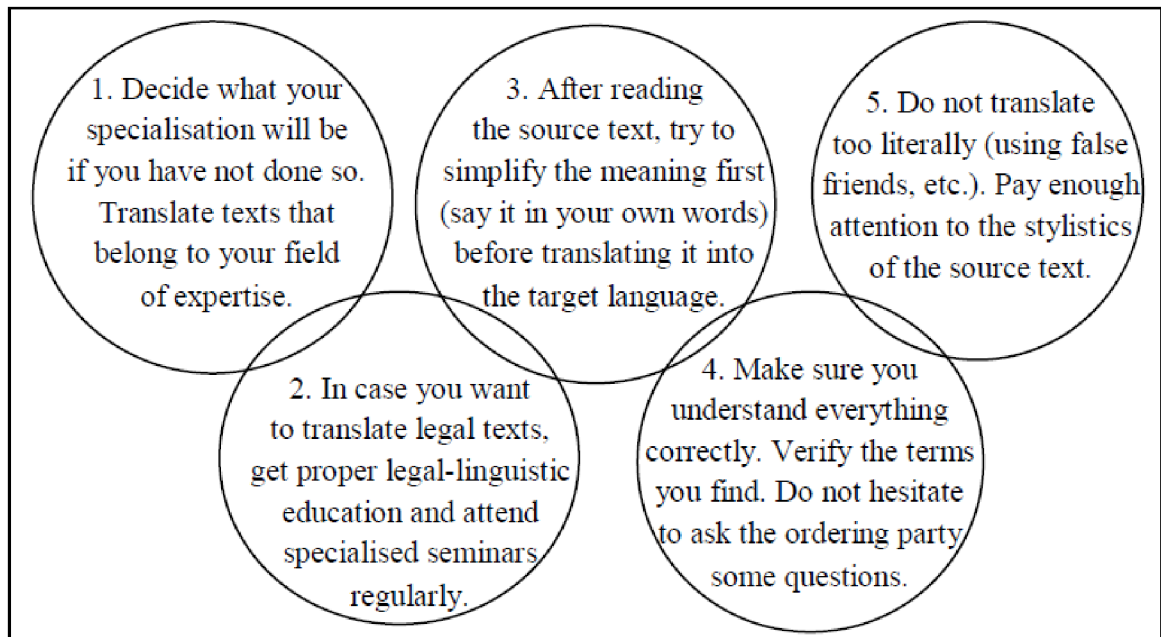 1. Decide what your
specialisation will be
if you have not done so.
Translate texts that
belong to your field
of expertise.
2. In case you want
to translate legal texts,
get proper legal-linguistic
education and attend
specialised seminars
regularly.
3. After reading
the source text, try to
simplify the meaning first
(say it in your own words)
before translating it into
the target language.
4. Make sure you
understand everything
correctly. Verify the terms
you find. Do not hesitate
to ask the ordering party
some questions.
5. Do not translate
too literally (using false
friends, etc.). Pay enough
attention to the stylistics
of the source text.